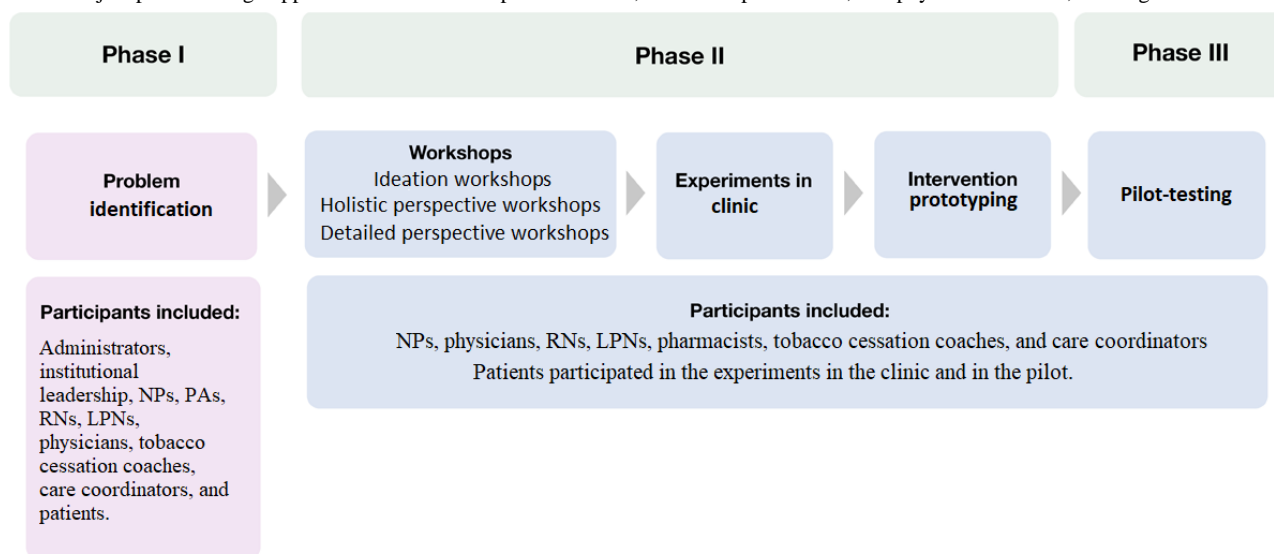 Phase I
Phase II
Phase III
Problem
identification
Workshops
Ideation workshops
Holistic perspective workshops
Detailed perspective workshops
Experiments in
clinic
Intervention
prototyping
Pilot-testing
Participants included:
Administrators,
institutional
leadership, NPs, PAs,
RNs, LPNs,
physicians, tobacco
cessation coaches,
care coordinators, and
patients.
Participants included:
NPs, physicians, RNs, LPNs, pharmacists, tobacco cessation coaches, and care coordinators
Patients participated in the experiments in the clinic and in the pilot.